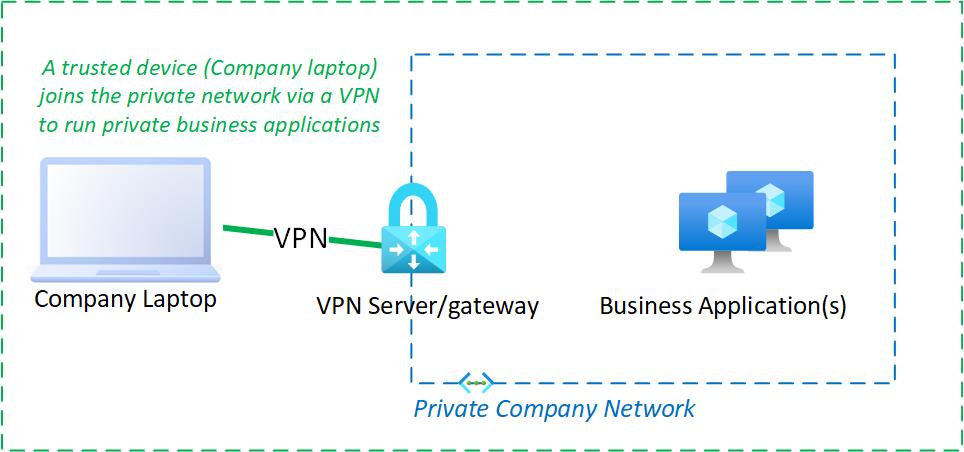 A trusted device (Company laptop)
joins the private network via a VPN
to run private business applications
VPN
Company Laptop
VPN Server/gateway
Business Application(s)
Private Company Network